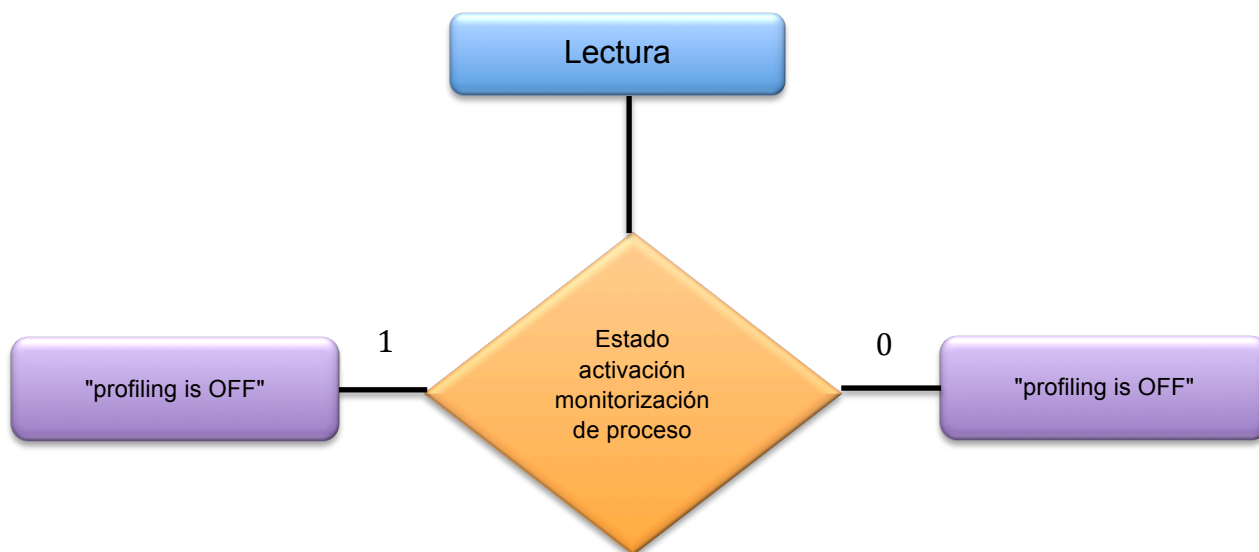 Lectura
1
0
Estado
activación
monitorización
de proceso
"profiling is OFF"
"profiling is OFF"